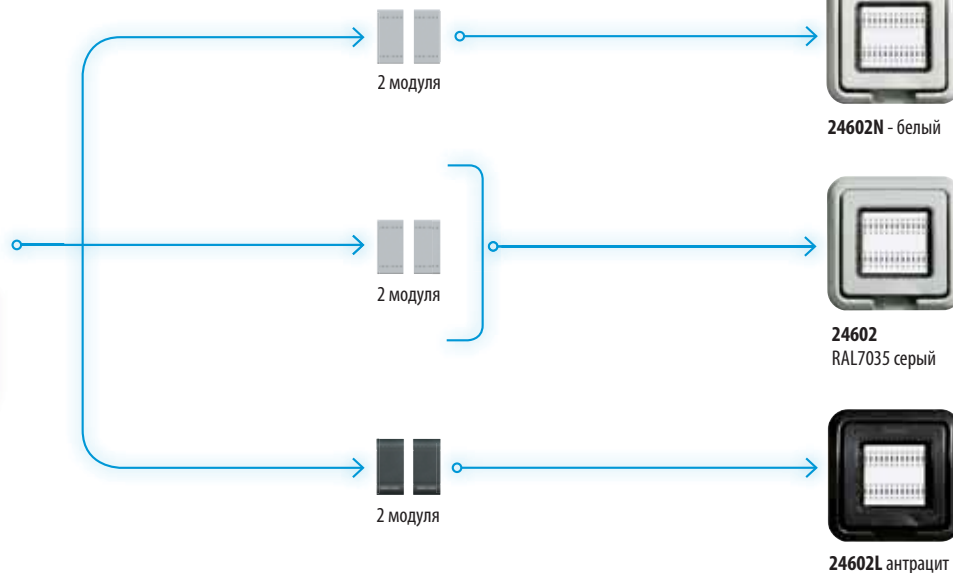 2 модуля
24602N - белый
2 модуля
24602
RAL7035 серый
2 модуля
24602L антрацит